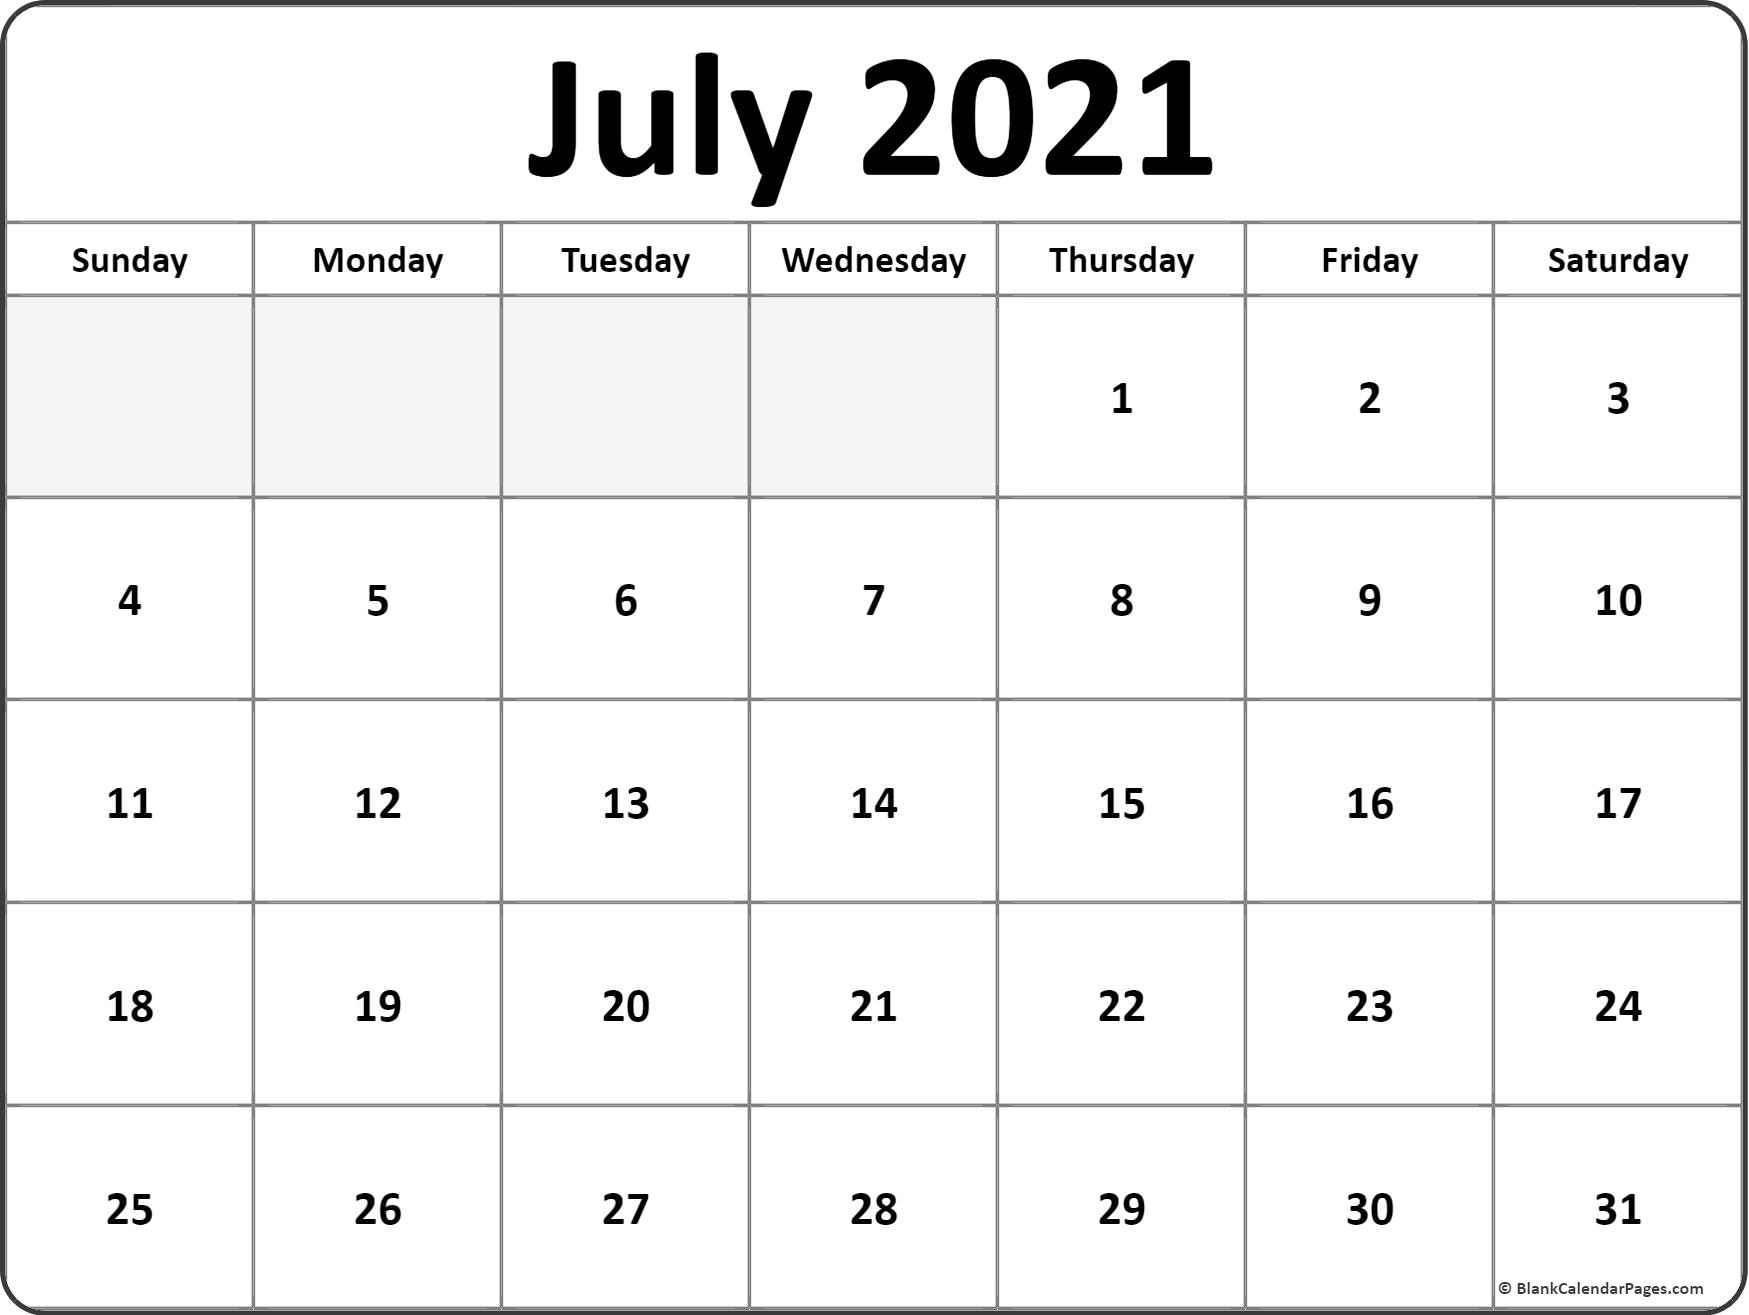 July 2021
Sunday Monday Tuesday Wednesday Thursday Friday Saturday
1 2 3
4 5 6 7 8 9 10
11 12 13 14 15 16 17
18 19 20 21 22 23 24
25 26 27 28 29 30 31
© BlankCalendarPages.com